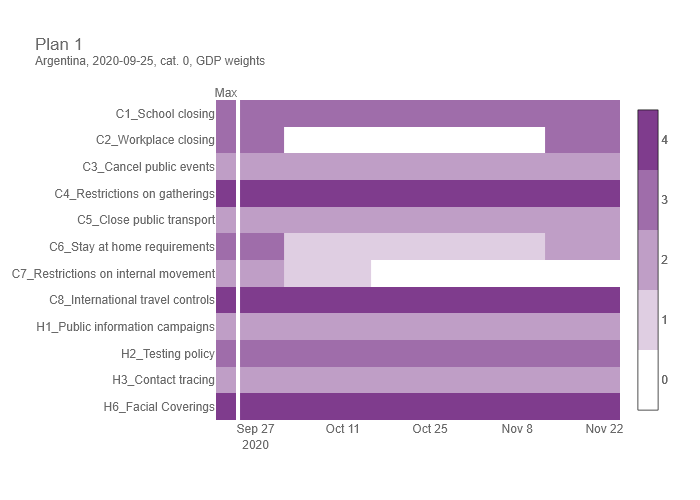 Plan 1
Argentina, 2020-09-25, cat. 0, GDP weights
Max
C1_School closing
C2_Workplace closing
C3_Cancel public events
C4_Restrictions on gatherings
C5_Close public transport
C6_Stay at home requirements
C7_Restrictions on internal movement
C8_International travel controls
H1_Public information campaigns
H2_Testing policy
H3_Contact tracing
H6_Facial Coverings
Sep 27 Oct 11 Oct 25 Nov 8 Nov 22
2020
4
3
2
1
0